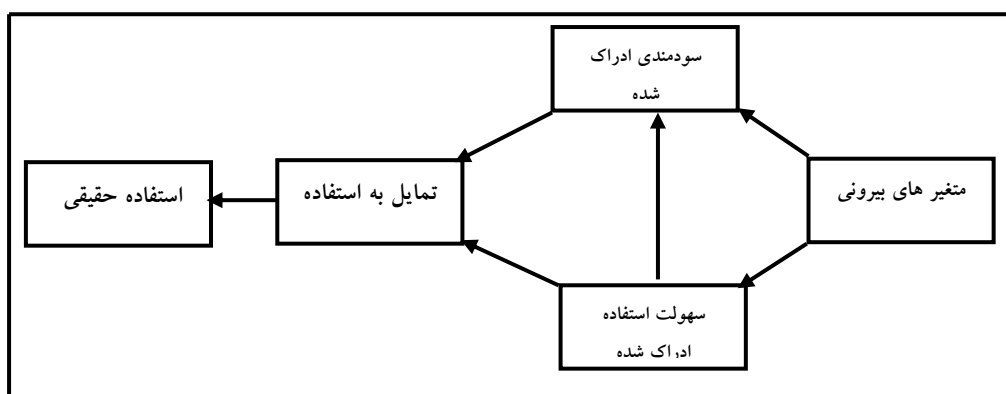 سودمندی ادراک
شده
متغیر های بیرونی
تمایل به استفاده
استفاده حقیقی
سهولت استفاده
ادراک شده